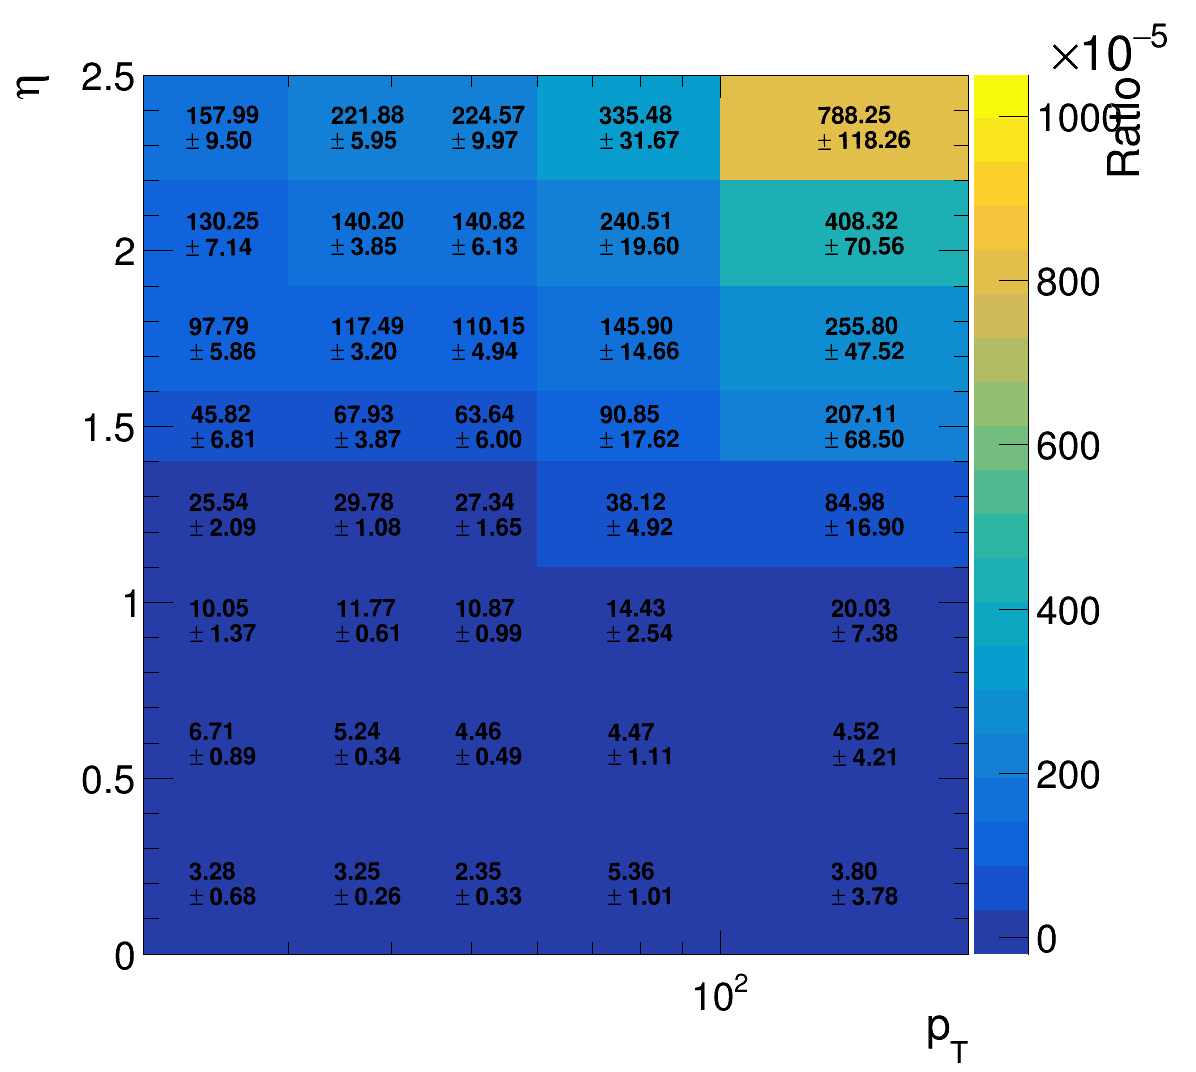 ×10−5
Ratio
η
2.5
2
1.5
1
0.5
0
157.99 221.88 224.57 335.48 788.25
± 9.50 ± 5.95 ± 9.97 ± 31.67 ± 118.26
130.25 140.20 140.82 240.51 408.32
± 7.14 ± 3.85 ± 6.13 ± 19.60 ± 70.56
97.79 117.49 110.15 145.90 255.80
± 5.86 ± 3.20 ± 4.94 ± 14.66 ± 47.52
45.82 67.93 63.64 90.85 207.11
± 6.81 ± 3.87 ± 6.00 ± 17.62 ± 68.50
25.54 29.78 27.34 38.12 84.98
± 2.09 ± 1.08 ± 1.65 ± 4.92 ± 16.90
10.05 11.77 10.87 14.43 20.03
± 1.37 ± 0.61 ± 0.99 ± 2.54 ± 7.38
6.71 5.24 4.46 4.47 4.52
± 0.89 ± 0.34 ± 0.49 ± 1.11 ± 4.21
3.28 3.25 2.35 5.36 3.80
± 0.68 ± 0.26 ± 0.33 ± 1.01 ± 3.78
1000
800
600
400
200
0
102
pT